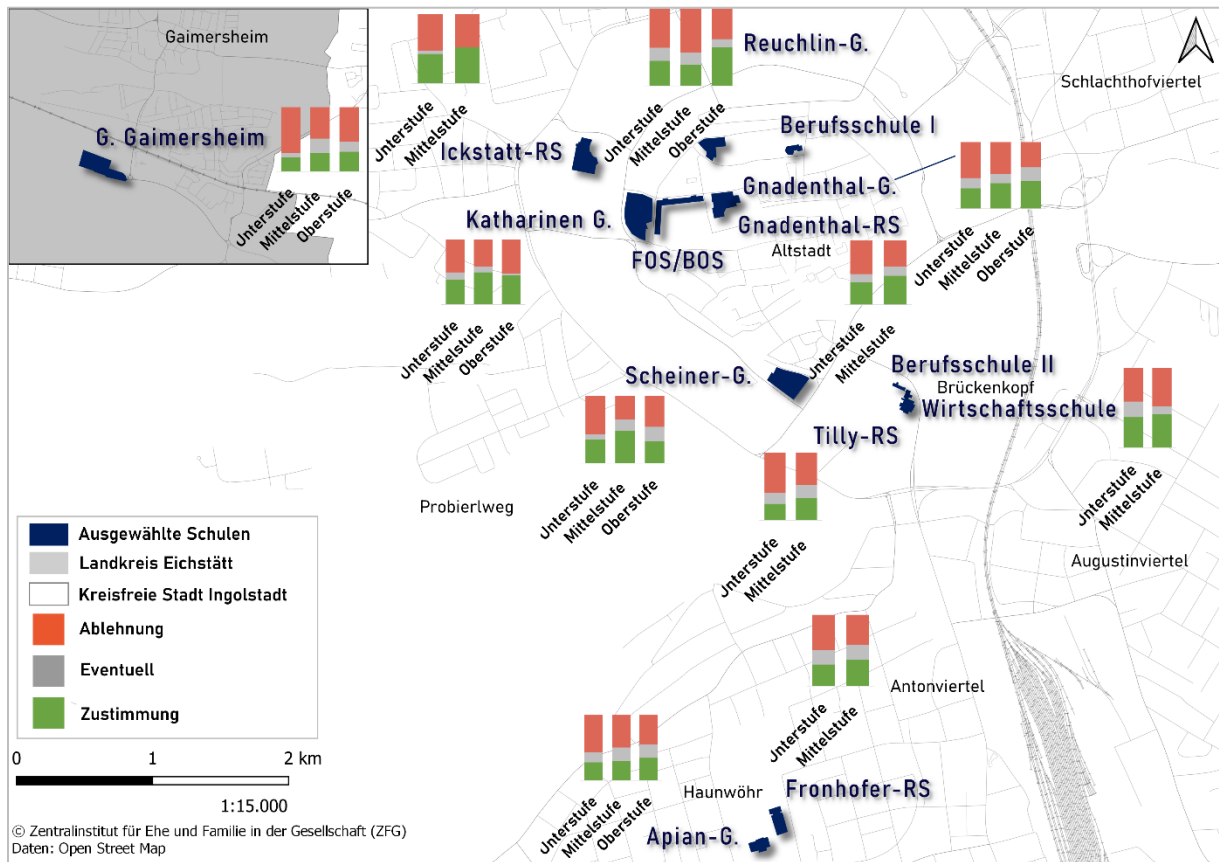 Gaimersheim
G. Gaimersheim
Unterstufe
Mittelstufe
Oberstufe
Unterstufe
Mittelstufe
Ickstatt-RS
Reuchlin-G.
Unterstufe
Mittelstufe
Oberstufe
Berufsschule I
Schlachthofviertel
Gnadenthal-G.
Katharinen G.
Gnadenthal-RS
FOS/BOS
Altstadt
Unterstufe
Mittelstufe
Oberstufe
Unterstufe
Mittelstufe
Oberstufe
Unterstufe
Mittelstufe
Scheiner-G.
Berufsschule II
Brückenkopf
Wirtschaftsschule
Tilly-RS
Unterstufe
Mittelstufe
Oberstufe
Probierlweg
Unterstufe
Mittelstufe
Unterstufe
Mittelstufe
Augustinviertel
Antonviertel
Unterstufe
Mittelstufe
Haunwöhr
Fronhofer-RS
Apian-G.
Unterstufe
Mittelstufe
Oberstufe
Ausgewählte Schulen
Landkreis Eichstätt
Kreisfreie Stadt Ingolstadt
Ablehnung
Eventuell
Zustimmung
0 1 2 km
1:15.000
© Zentralinstitut für Ehe und Familie in der Gesellschaft (ZFG)
Daten: Open Street Map